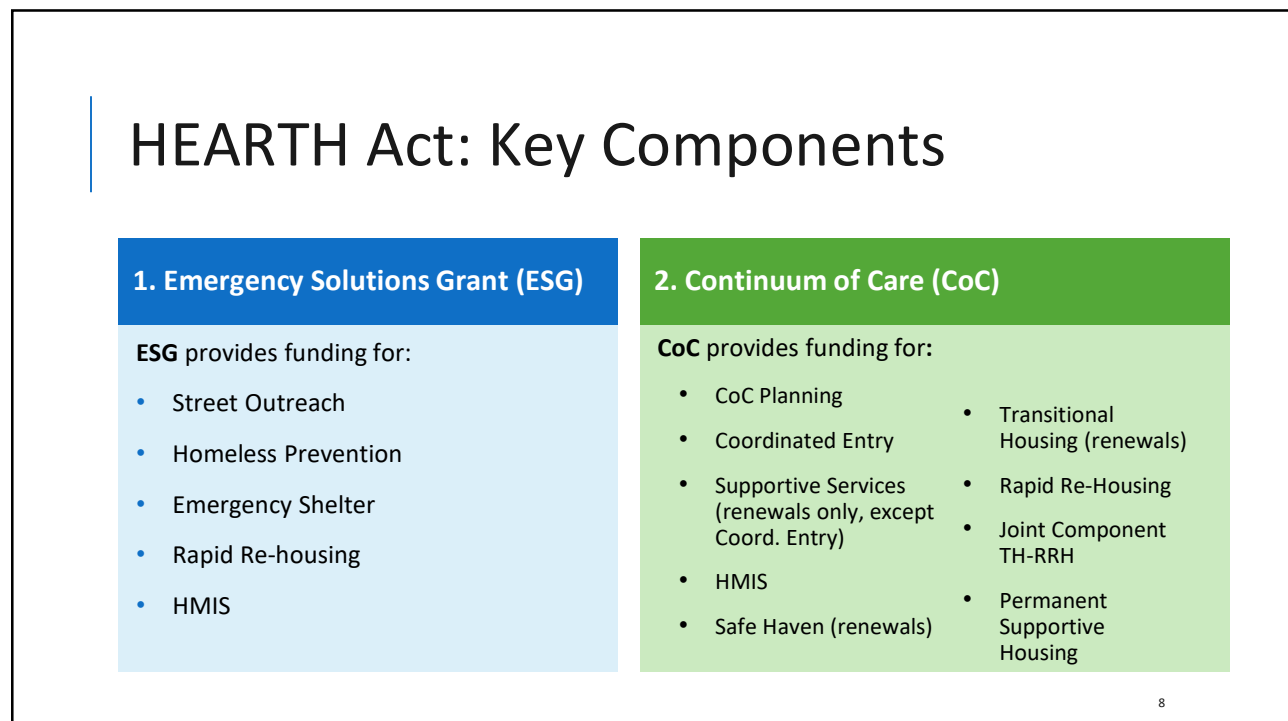 HEARTH Act: Key Components
1. Emergency Solutions Grant (ESG)
ESG provides funding for:
• Street Outreach
• Homeless Prevention
• Emergency Shelter
• Rapid Re-housing
• HMIS
2. Continuum of Care (CoC)
CoC provides funding for:
• CoC Planning
• Coordinated Entry
• Supportive Services
(renewals only, except
Coord. Entry)
• HMIS
• Safe Haven (renewals)
• Transitional
Housing (renewals)
• Rapid Re-Housing
• Joint Component
TH-RRH
• Permanent
Supportive
Housing
8